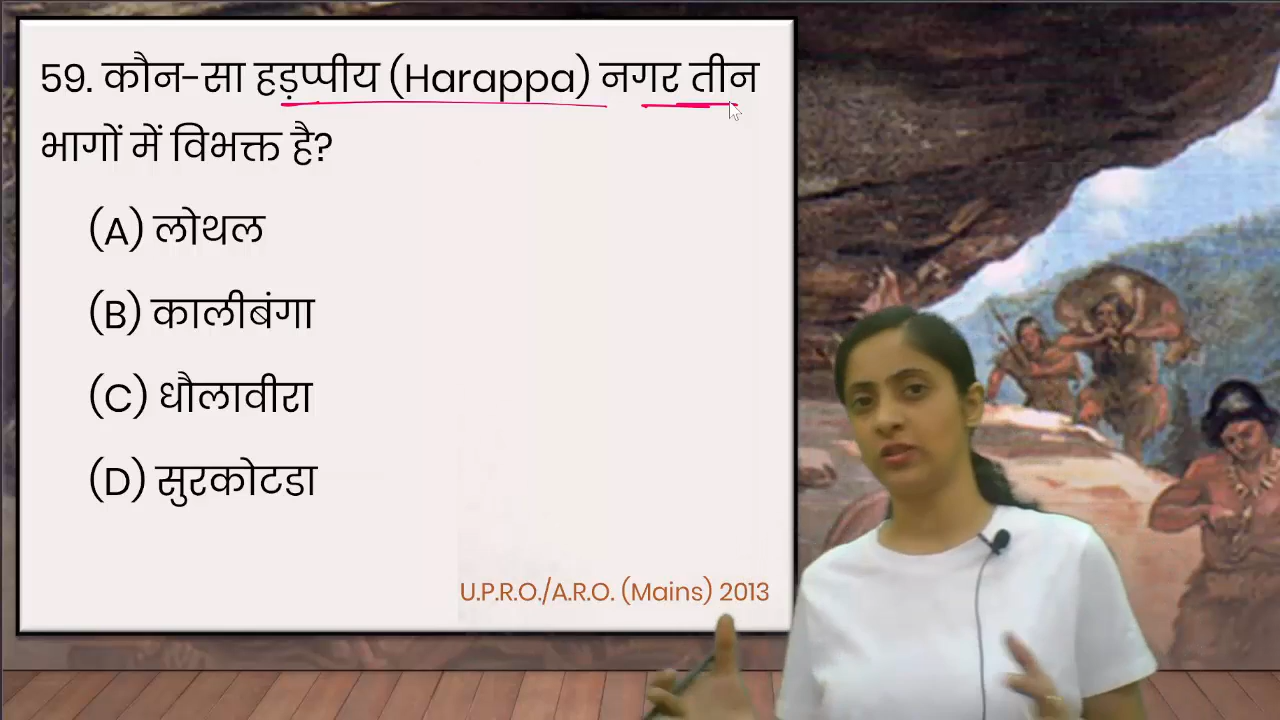 59. कौन-सा हड़प्पीय (Harappa) नगर तीन
भागों में विभक्त है?
(A) लोथल
(B) कालीबंगा
(C) धौलावीरा
(D) सुरकोटडा
U.P.R.O./A.R.O. (Mains) 2013